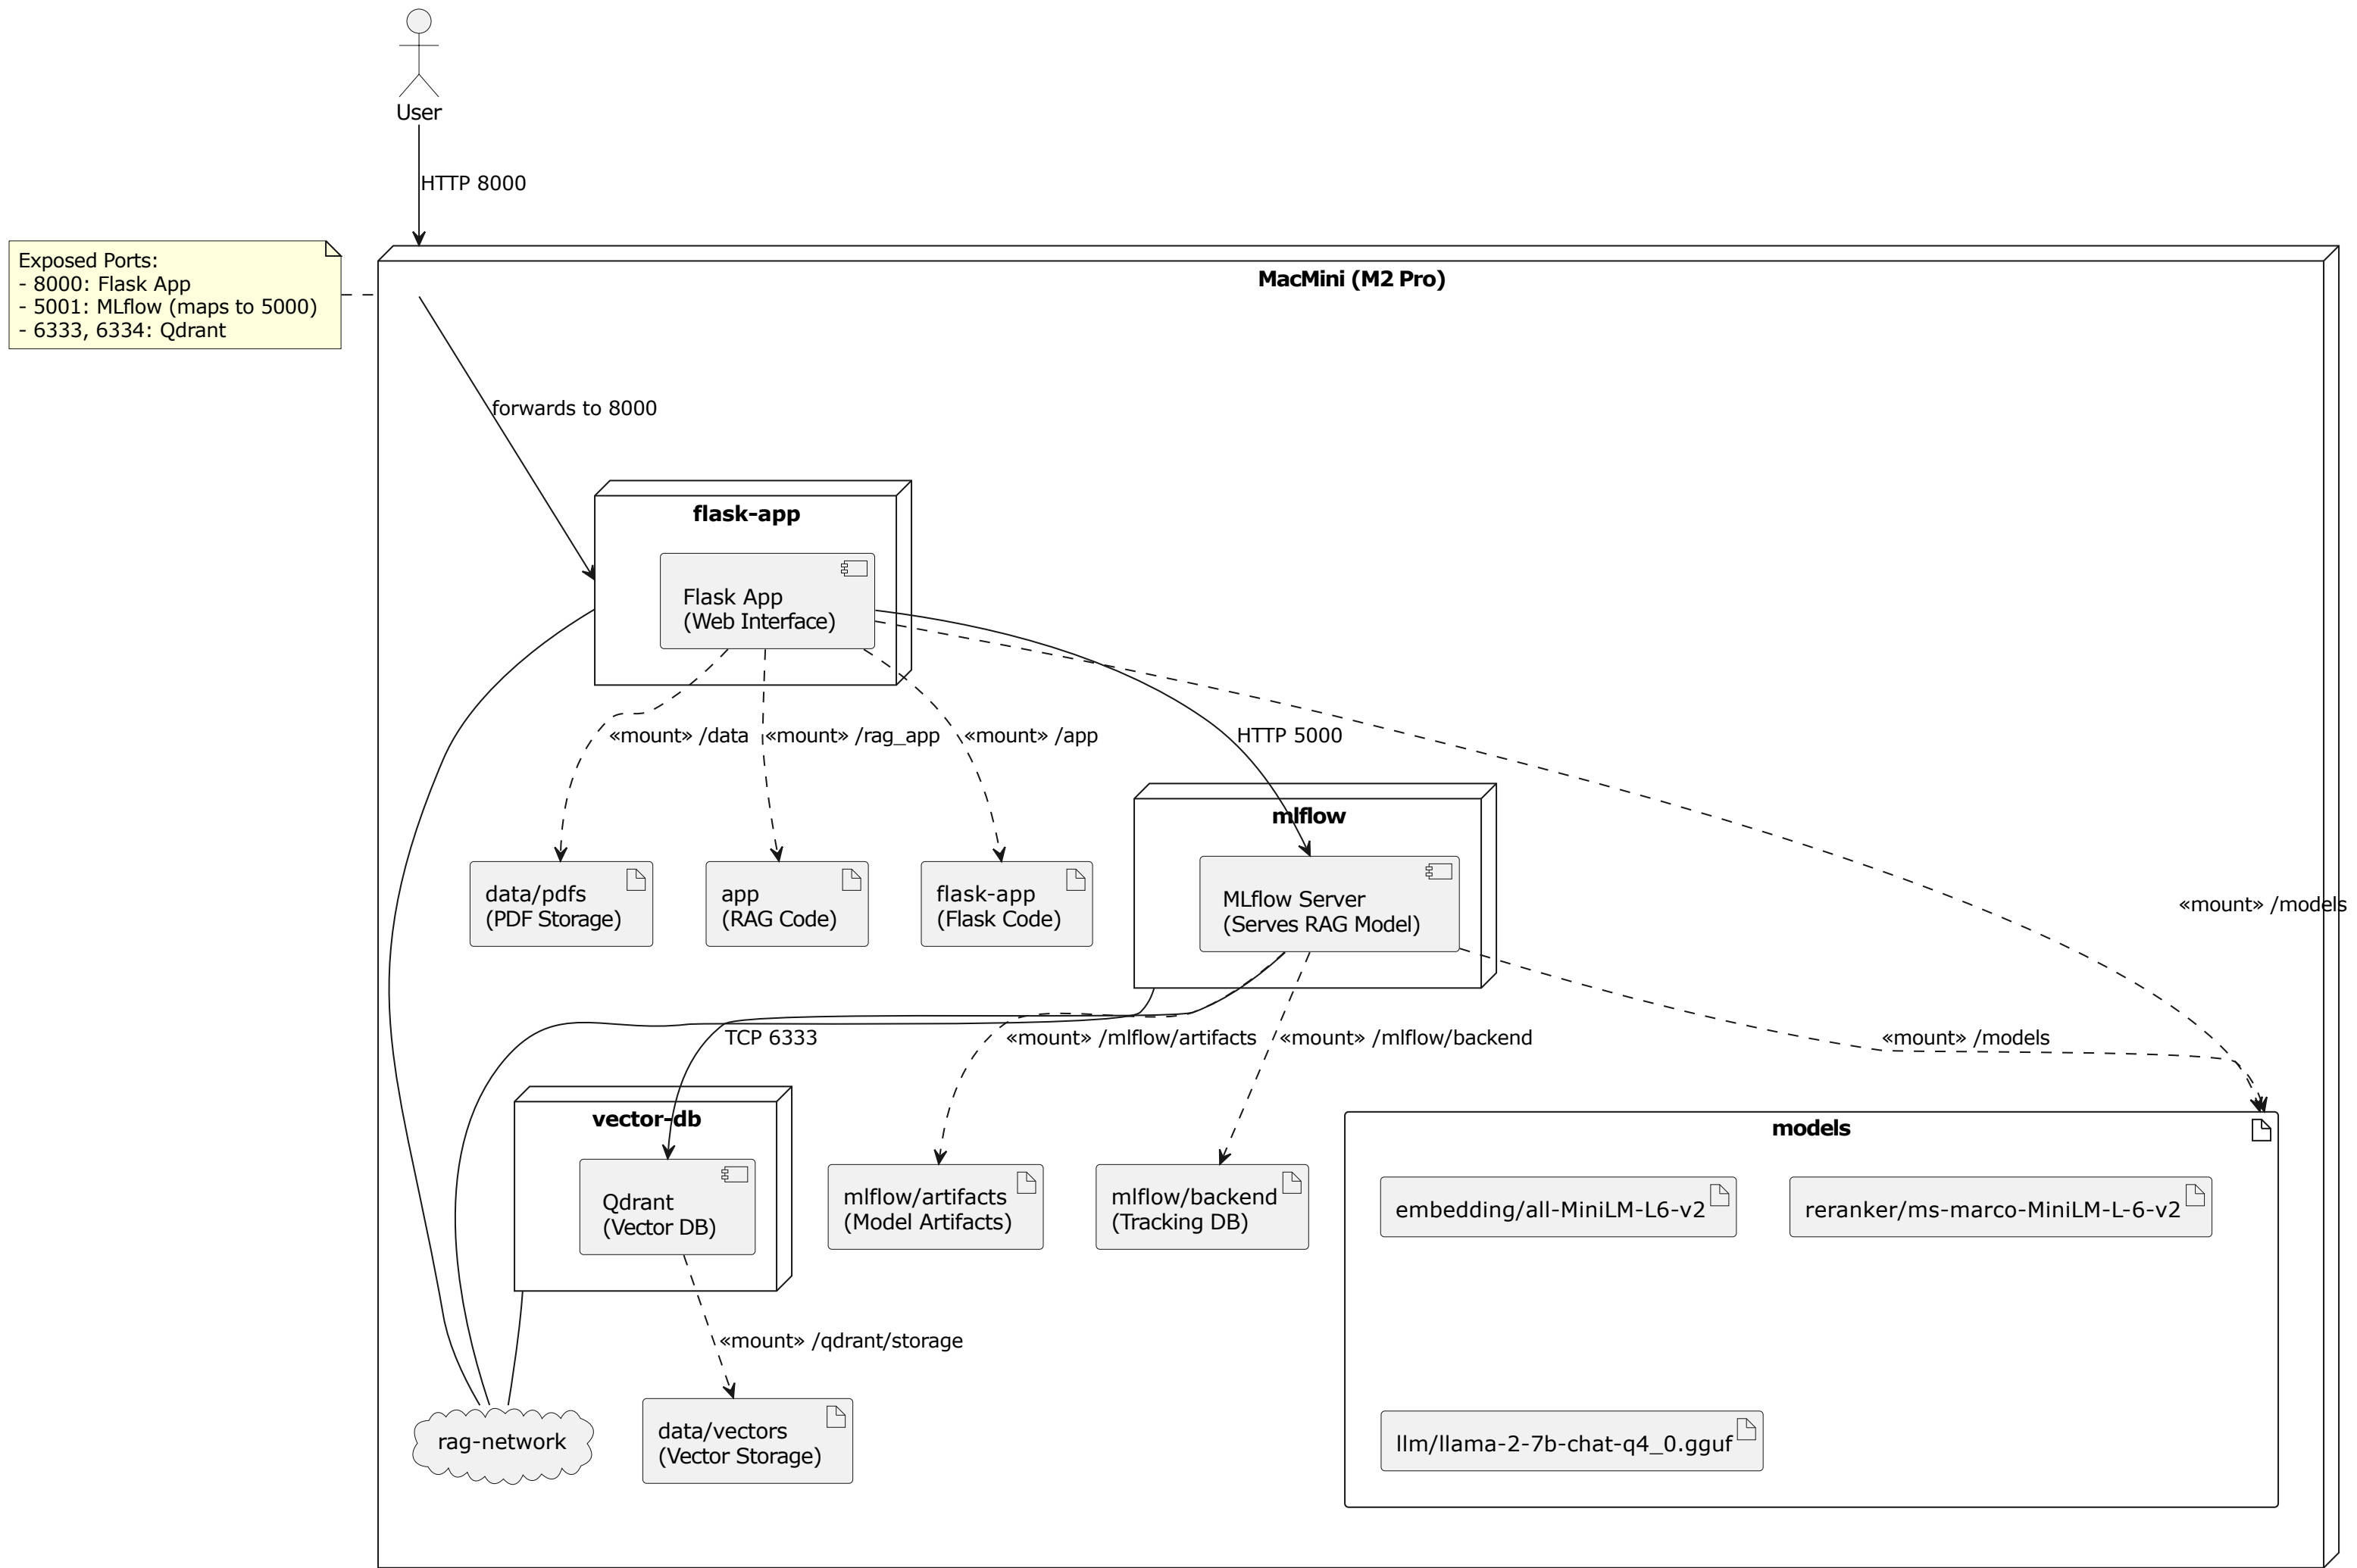 User
HTTP 8000
Exposed Ports:
- 8000: Flask App
- 5001: MLflow (maps to 5000)
- 6333, 6334: Qdrant
MacMini (M2 Pro)
forwards to 8000
flask-app
Flask App
(Web Interface)
«mount» /data
«mount» /rag_app
«mount» /app
HTTP 5000
mlflow
data/pdfs
(PDF Storage)
app
(RAG Code)
flask-app
(Flask Code)
MLflow Server
(Serves RAG Model)
«mount» /models
TCP 6333
«mount» /mlflow/artifacts
«mount» /mlflow/backend
«mount» /models
vector-db
Qdrant
(Vector DB)
mlflow/artifacts
(Model Artifacts)
mlflow/backend
(Tracking DB)
models
embedding/all-MiniLM-L6-v2
reranker/ms-marco-MiniLM-L-6-v2
«mount» /qdrant/storage
rag-network
data/vectors
(Vector Storage)
llm/llama-2-7b-chat-q4_0.gguf